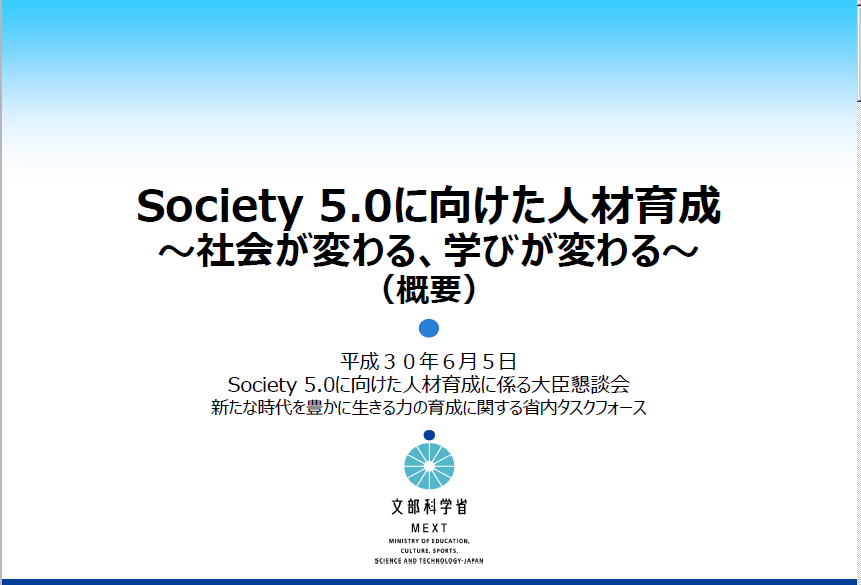 Society 5.0に向けた人材育成
～社会が変わる、学びが変わる～
（概要）
平成３０年６月５日
Society 5.0に向けた人材育成に係る大臣懇談会
新たな時代を豊かに生きる力の育成に関する省内タスクフォース
文部科学省
MEXT
MINISTRY OF EDUCATION,
CULTURE, SPORTS,
SCIENCE AND TECHNOLOGY-JAPAN